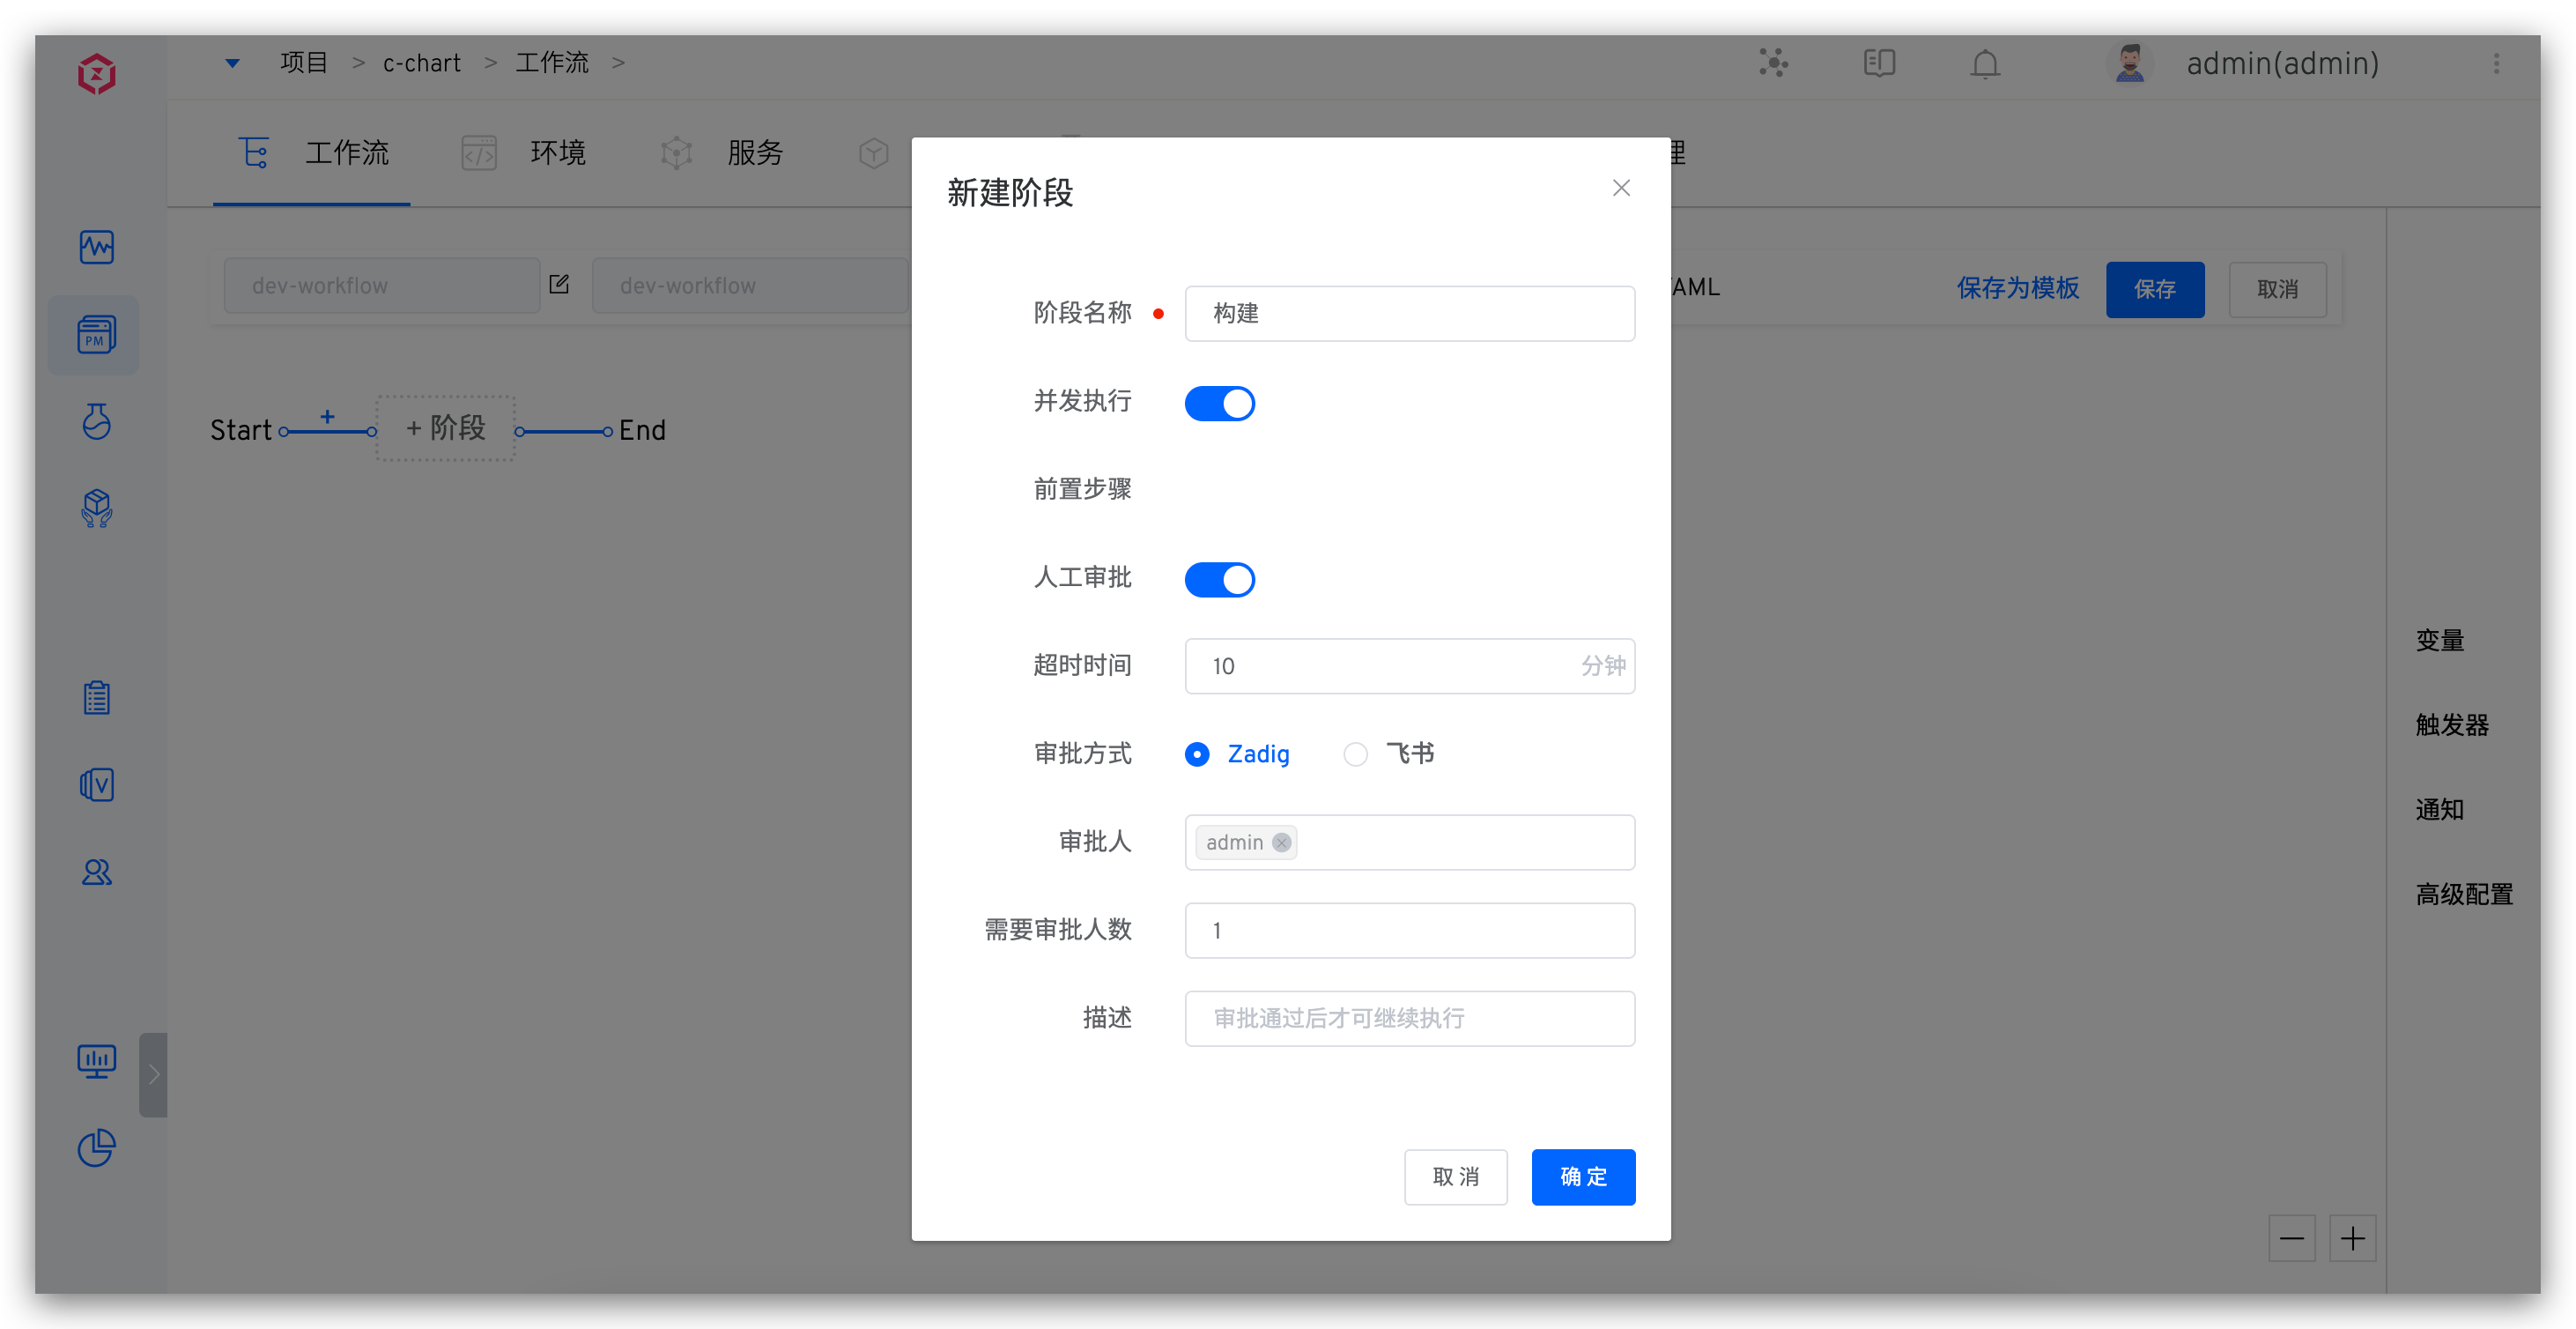 项目 > c-chart > 工作流 >
admin(admin)
工作流
环境
服务
理
dev-workflow
dev-workflow
AML
保存为模板
保存
取消
Start
+ 阶段
End
变量
触发器
通知
高级配置
新建阶段
阶段名称
构建
并发执行
前置步骤
人工审批
超时时间
10
分钟
审批方式
Zadig
飞书
审批人
admin
需要审批人数
1
描述
审批通过后才可继续执行
取消
确定
PM
V